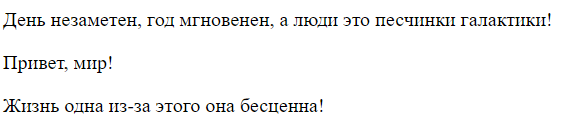 День незаметен, год мгновенен, а люди это песчинки галактики!
Привет, мир!
Жизнь одна из-за этого она бесценна!